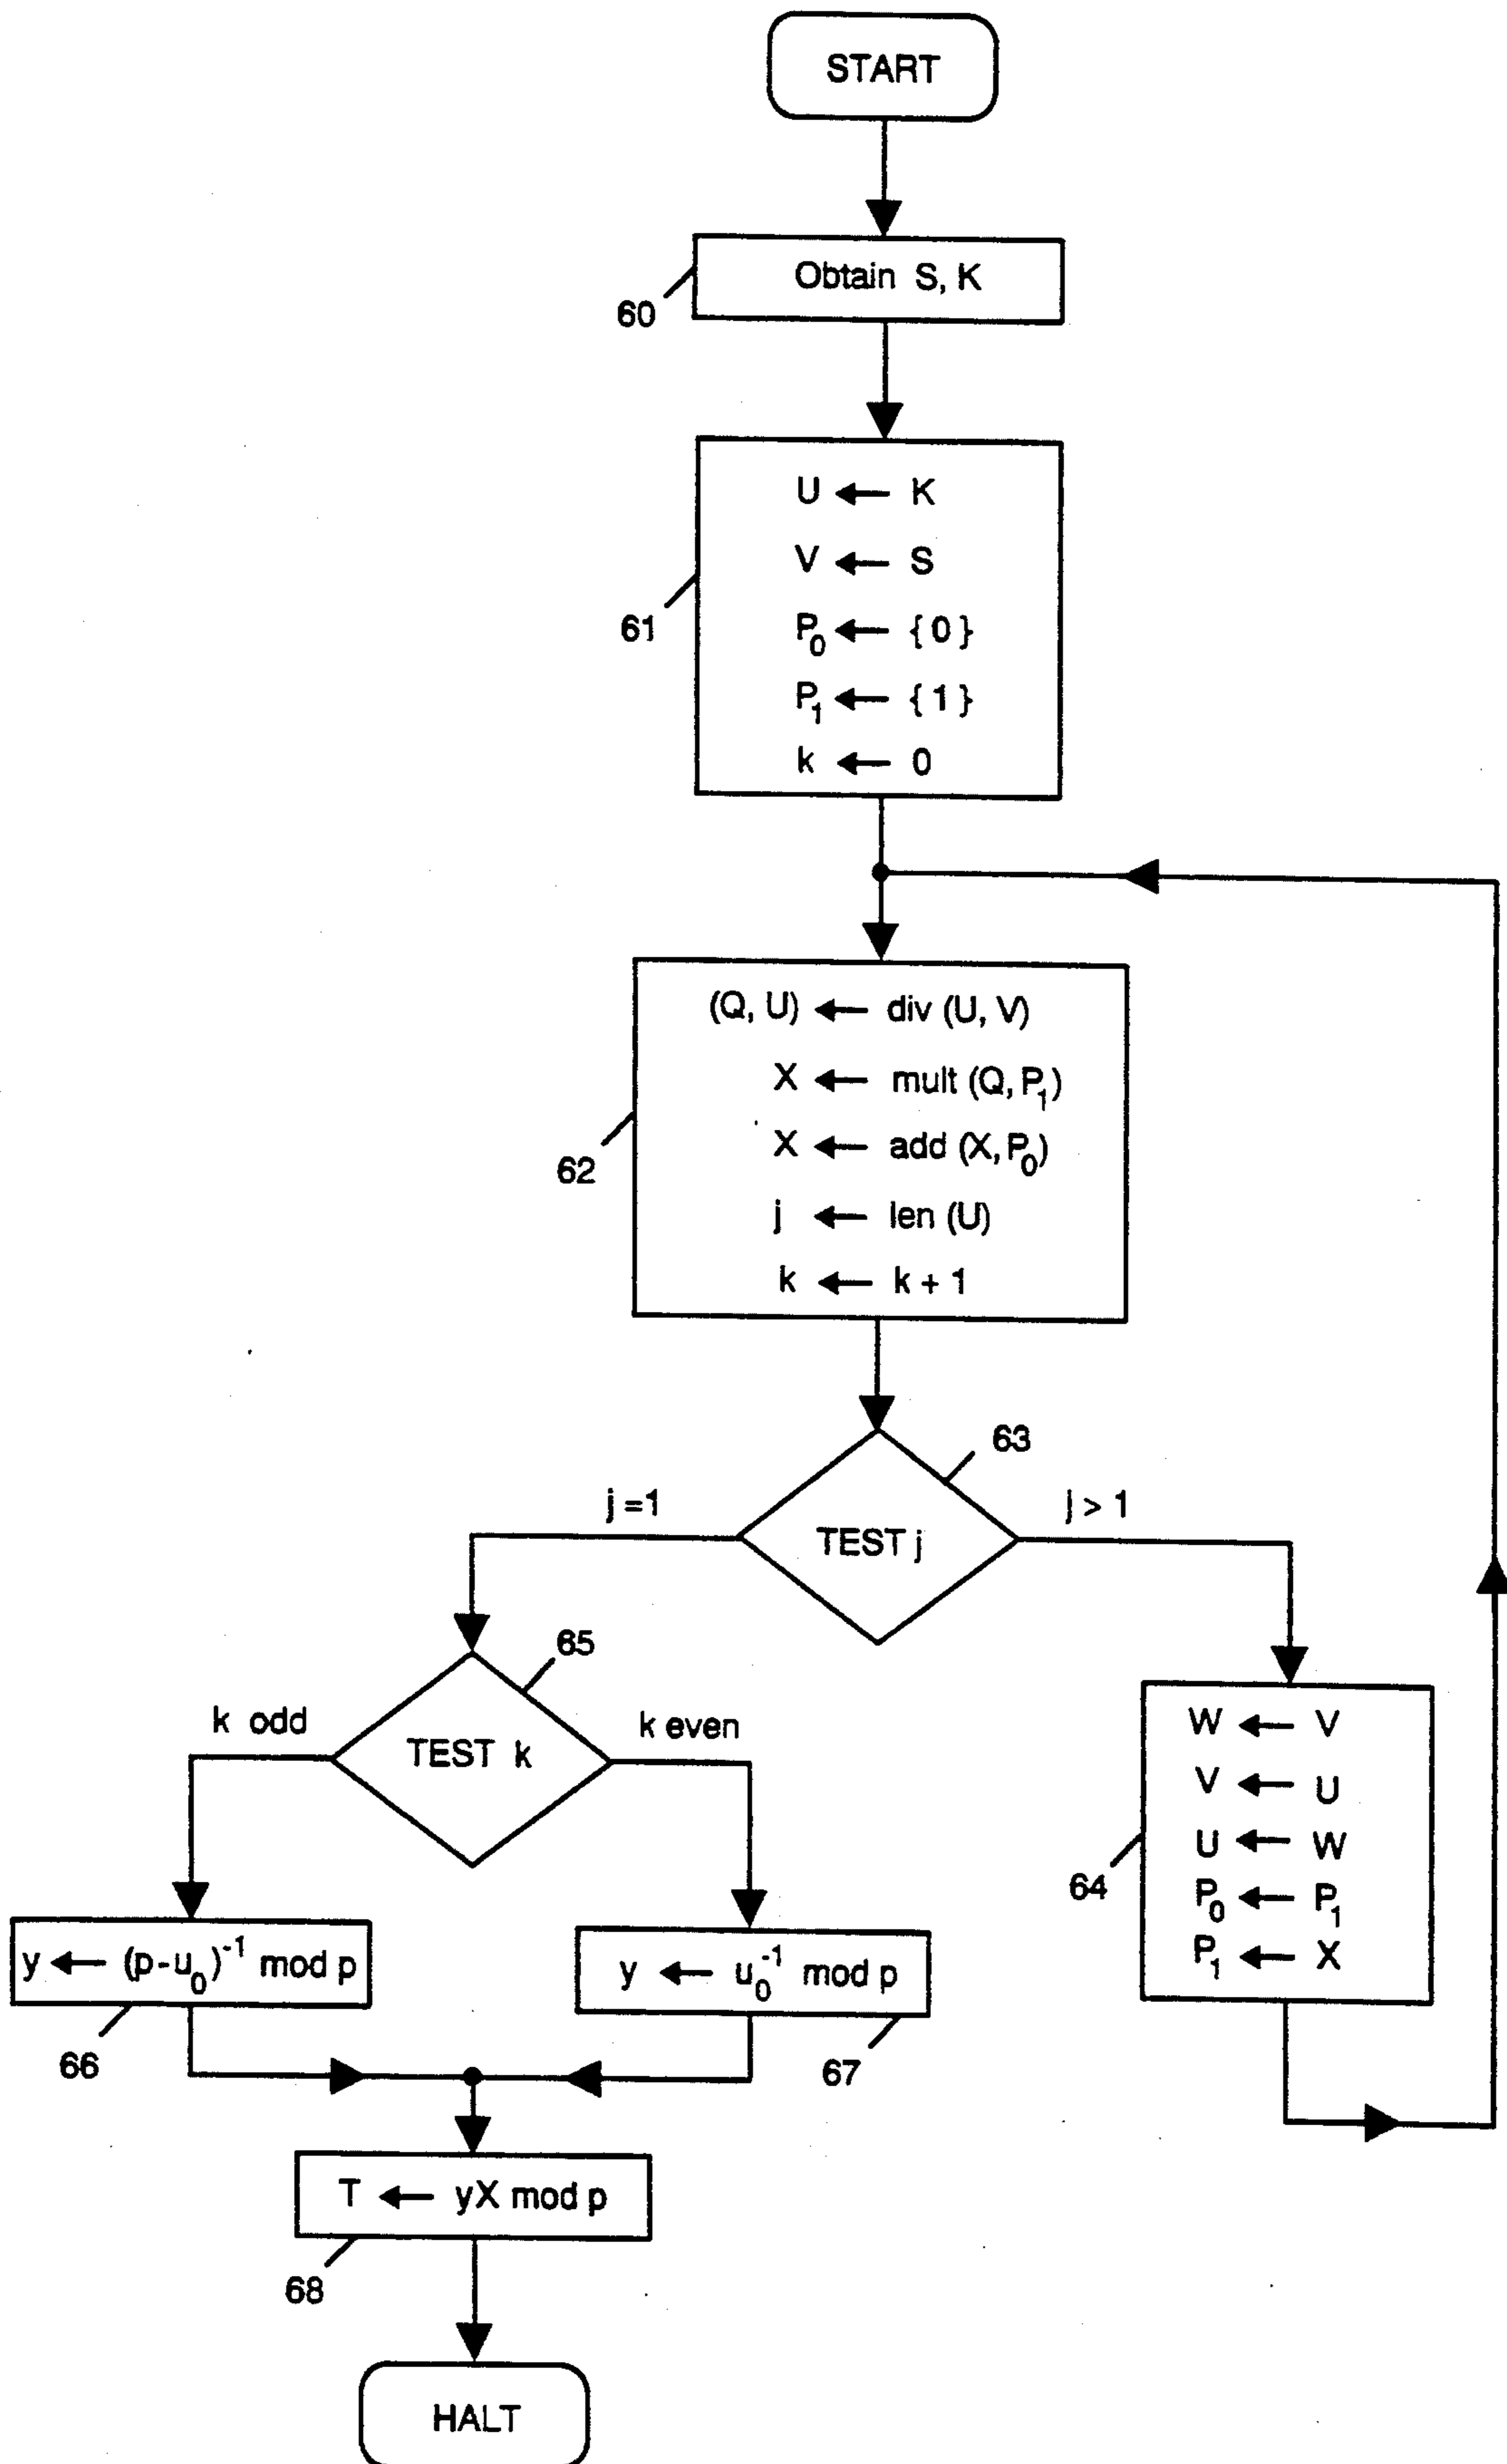 START
Obtain S, K
60
U ← K
V ← S
P₀ ← { 0 }
P₁ ← { 1 }
k ← 0
61
(Q, U) ← div (U, V)
X ← mult (Q, P₁)
X ← add (X, P₀)
j ← len (U)
k ← k + 1
62
63
j = 1
j > 1
TEST j
65
k odd
k even
TEST k
W ← V
V ← U
U ← W
P₀ ← P₁
P₁ ← X
64
y ← (p - u₀)⁻¹ mod p
y ← u₀⁻¹ mod p
66
67
T ← yX mod p
68
HALT